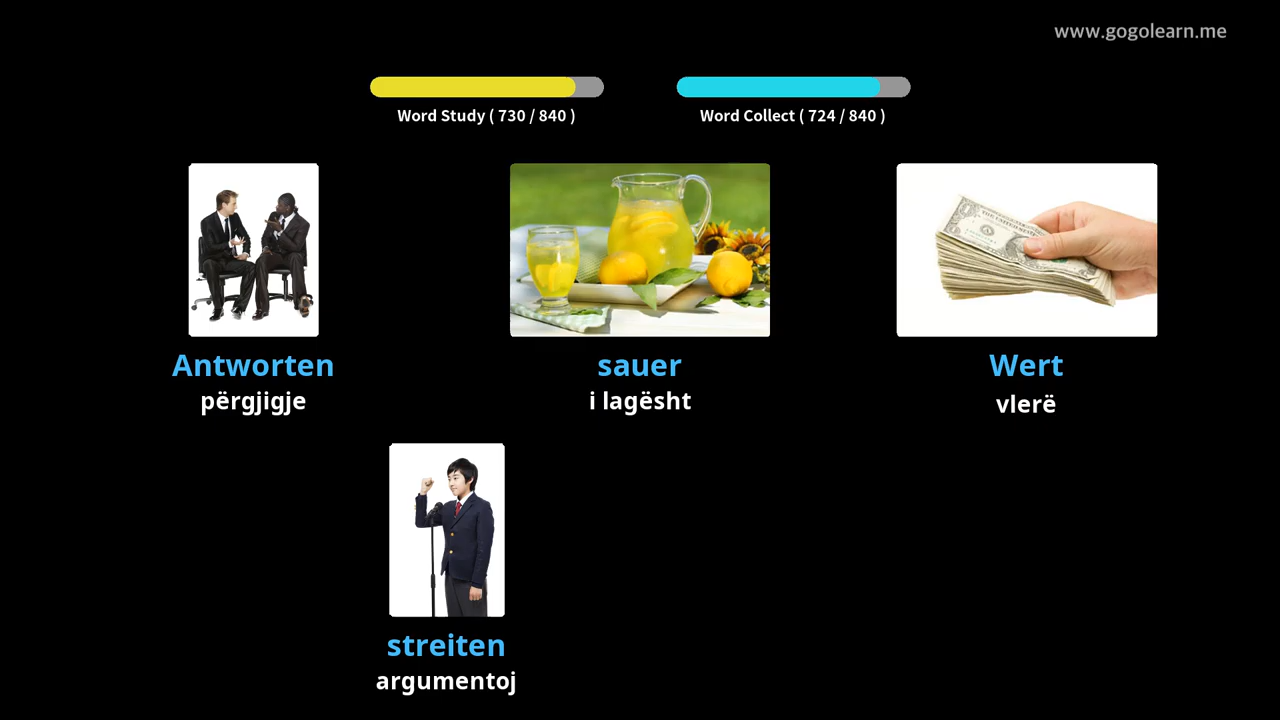 www.gogolearn.me
Word Study ( 730 / 840 )
Word Collect ( 724 / 840 )
Antworten
përgjigje
sauer
i lagësht
Wert
vlerë
streiten
argumentoj